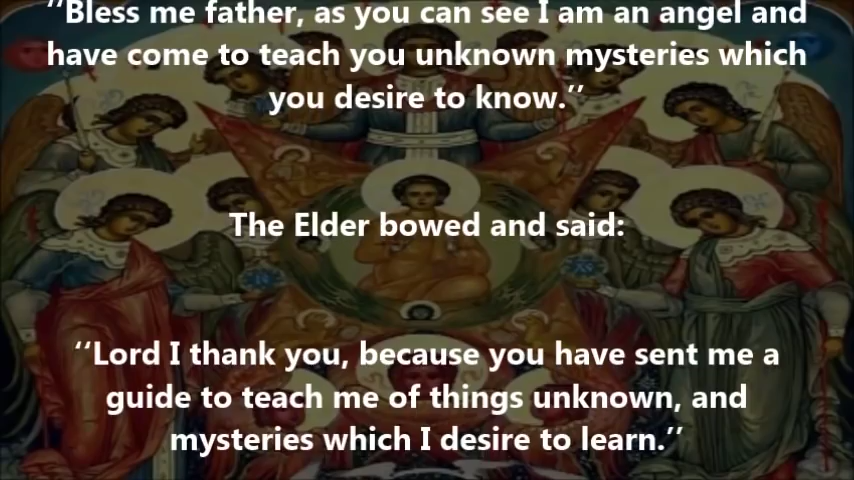 ‘‘Bless me father, as you can see I am an angel and
have come to teach you unknown mysteries which
you desire to know.’’
The Elder bowed and said:
‘‘Lord I thank you, because you have sent me a
guide to teach me of things unknown, and
mysteries which I desire to learn.’’